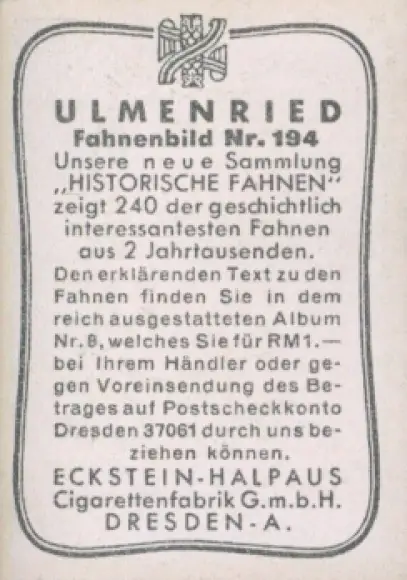 ULMENRIED
Fahnenbild Nr. 194
Unsere neue Sammlung
„HISTORISCHE FAHNEN“
zeigt 240 der geschichtlich
interessantesten Fahnen
aus 2 Jahrtausenden.
Den erklärenden Text zu den
Fahnen finden Sie in dem
reich ausgestatteten Album
Nr. 8, welches Sie für RM1.—
bei Ihrem Händler oder ge-
gen Voreinsendung des Be-
trages auf Postscheckkonto
Dresden 37061 durch uns be-
ziehen können.
ECKSTEIN-HALPAUS
Cigarettenfabrik G.m.b.H.
DRESDEN-A.